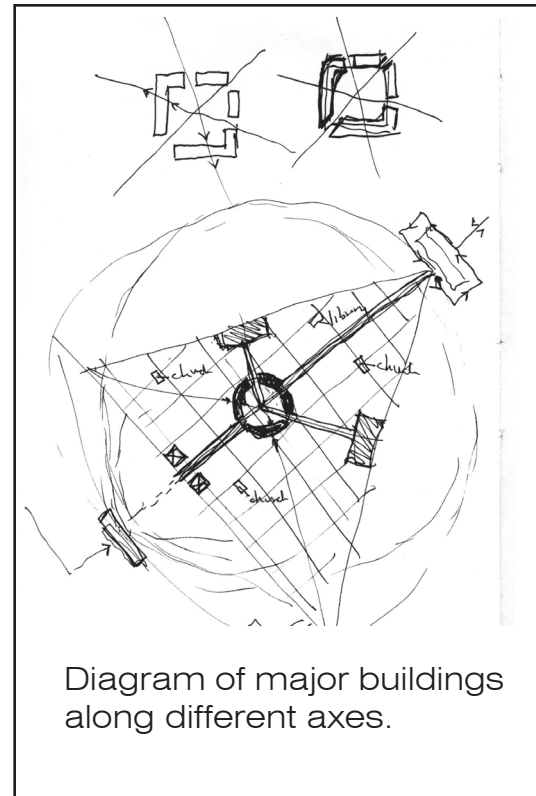 library
church
church
church
Diagram of major buildings
along different axes.